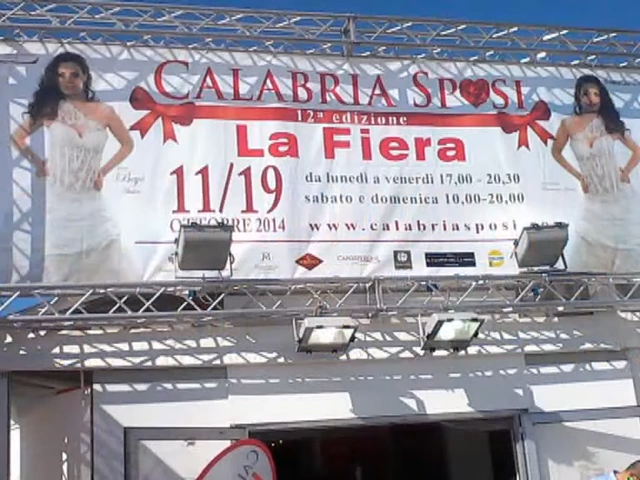 CALABRIA SPOSI
12ª edizione
La Fiera
11/19
OTTOBRE 2014
da lunedì a venerdì 17,00 - 20,30
sabato e domenica 10,00-20,00
www.calabriasposi